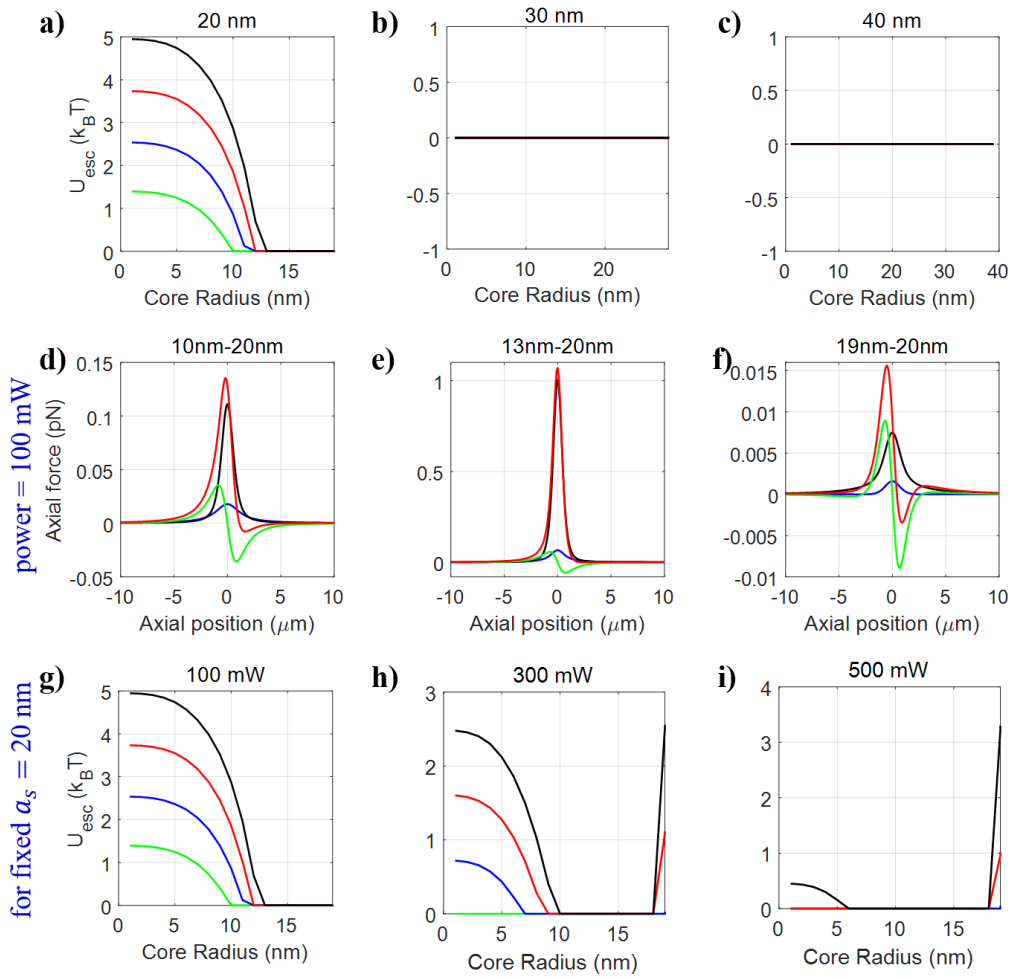 a) 20 nm
5
4
3
2
1
0
0 5 10 15
U_esc (k_BT)
Core Radius (nm)
b) 30 nm
1
0.5
0
-0.5
-1
0 10 20
Core Radius (nm)
c) 40 nm
1
0.5
0
-0.5
-1
0 10 20 30 40
Core Radius (nm)
power = 100 mW
d) 10nm-20nm
0.15
0.1
0.05
0
-0.05
-10 -5 0 5 10
Axial force (pN)
Axial position (μm)
e) 13nm-20nm
1
0.5
0
-10 -5 0 5 10
Axial position (μm)
f) 19nm-20nm
0.015
0.01
0.005
0
-0.005
-0.01
-10 -5 0 5 10
Axial position (μm)
for fixed a_s = 20 nm
g) 100 mW
5
4
3
2
1
0
0 5 10 15
U_esc (k_BT)
Core Radius (nm)
h) 300 mW
3
2
1
0
0 5 10 15
Core Radius (nm)
i) 500 mW
4
3
2
1
0
0 5 10 15
Core Radius (nm)